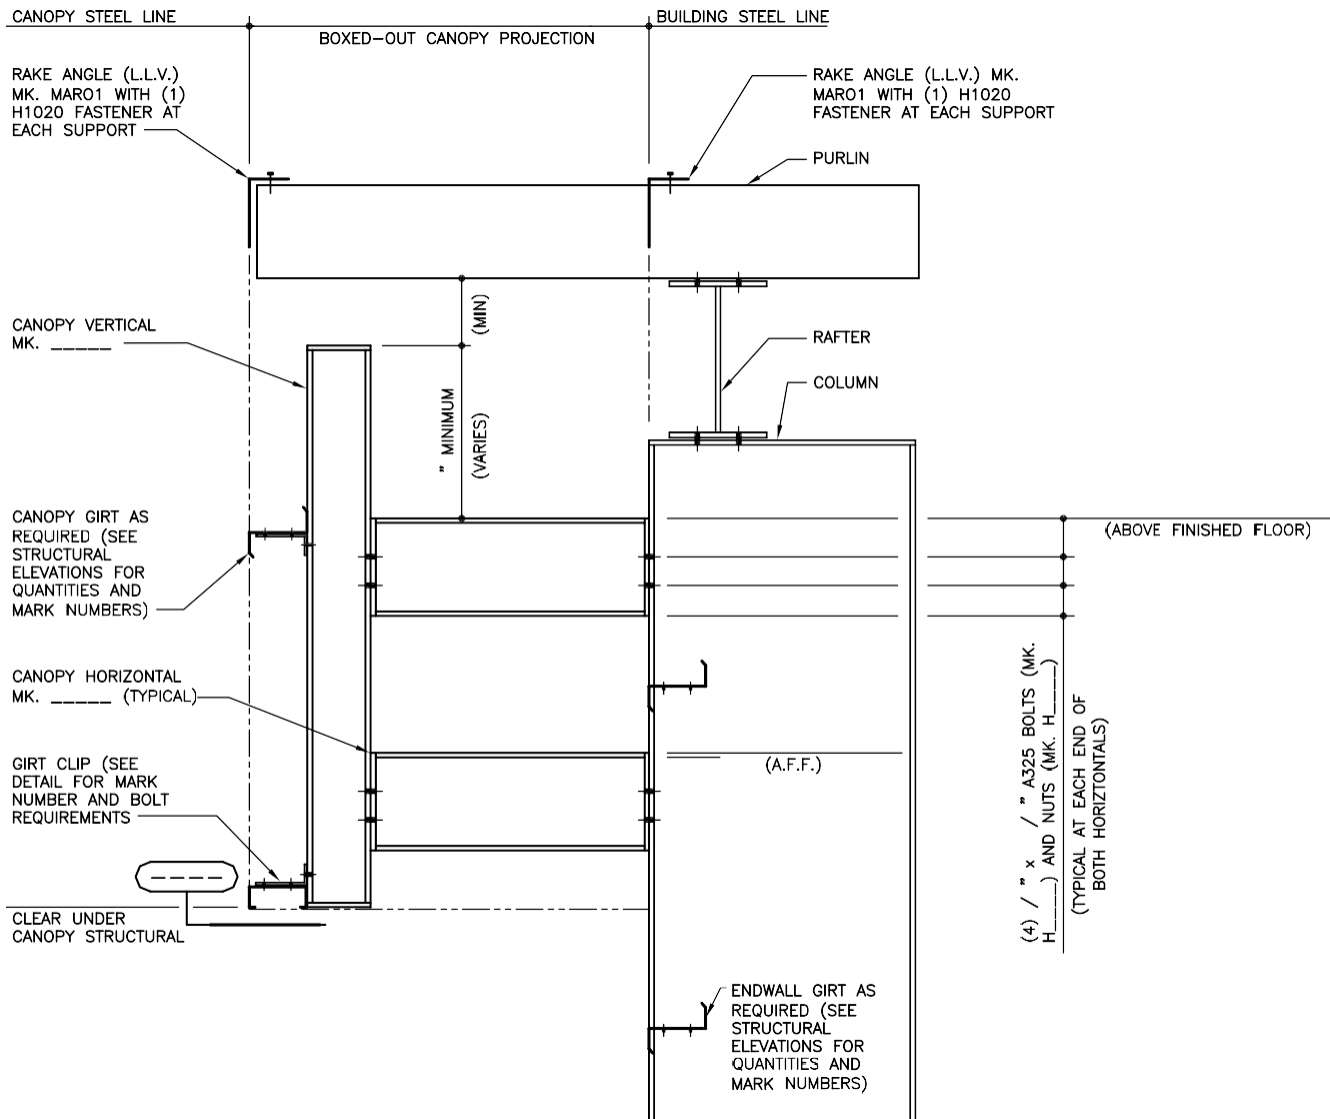 CANOPY STEEL LINE
BUILDING STEEL LINE
BOXED-OUT CANOPY PROJECTION
RAKE ANGLE (L.L.V.)
MK. MARO1 WITH (1)
H1020 FASTENER AT
EACH SUPPORT
RAKE ANGLE (L.L.V.) MK.
MARO1 WITH (1) H1020
FASTENER AT EACH SUPPORT
PURLIN
(MIN)
CANOPY VERTICAL
MK. _____
RAFTER
COLUMN
" MINIMUM
(VARIES)
CANOPY GIRT AS
REQUIRED (SEE
STRUCTURAL
ELEVATIONS FOR
QUANTITIES AND
MARK NUMBERS)
(ABOVE FINISHED FLOOR)
CANOPY HORIZONTAL
MK. _____ (TYPICAL)
(A.F.F.)
GIRT CLIP (SEE
DETAIL FOR MARK
NUMBER AND BOLT
REQUIREMENTS
(4) / " x / " A325 BOLTS (MK.
H____) AND NUTS (MK. H____)
(TYPICAL AT EACH END OF
BOTH HORIZTONTALS)
_____
CLEAR UNDER
CANOPY STRUCTURAL
ENDWALL GIRT AS
REQUIRED (SEE
STRUCTURAL
ELEVATIONS FOR
QUANTITIES AND
MARK NUMBERS)